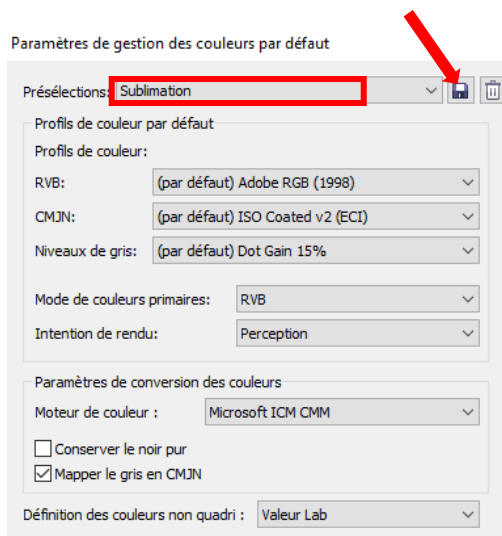 Paramètres de gestion des couleurs par défaut
Présélections: Sublimation
Profils de couleur par défaut
Profils de couleur:
RVB: (par défaut) Adobe RGB (1998)
CMJN: (par défaut) ISO Coated v2 (ECI)
Niveaux de gris: (par défaut) Dot Gain 15%
Mode de couleurs primaires: RVB
Intention de rendu: Perception
Paramètres de conversion des couleurs
Moteur de couleur : Microsoft ICM CMM
Conserver le noir pur
Mapper le gris en CMJN
Définition des couleurs non quadri : Valeur Lab